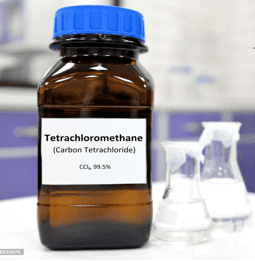 Tetrachloromethane
(Carbon Tetrachloride)
CCl₄, 99.5%